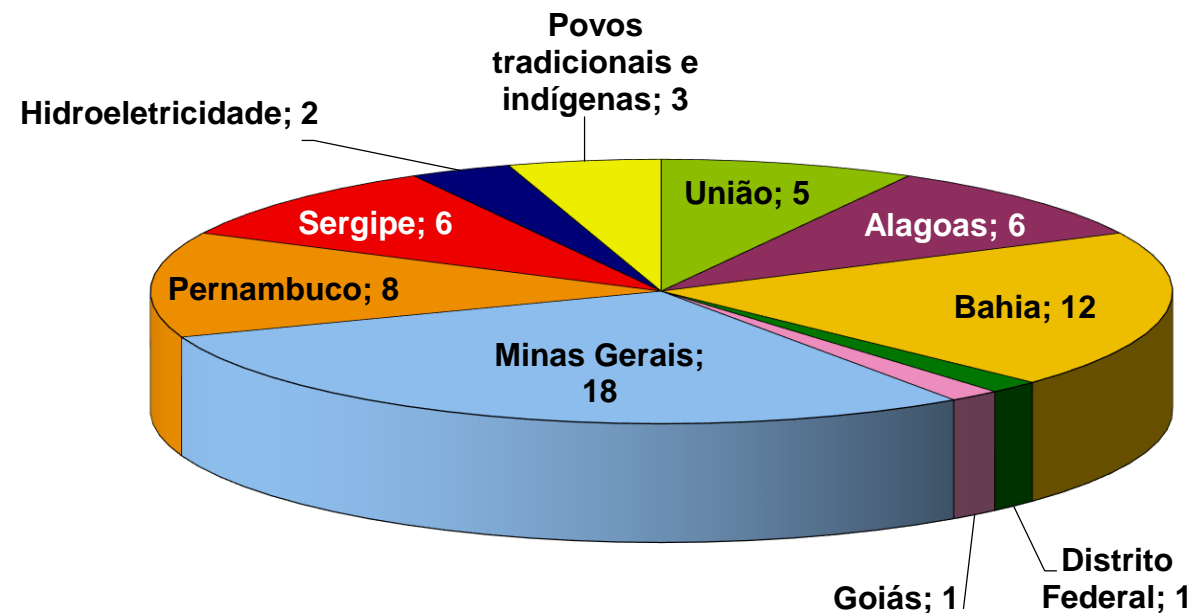 Povos
tradicionais e
indígenas; 3
Hidroeletricidade; 2
União; 5
Sergipe; 6
Alagoas; 6
Pernambuco; 8
Bahia; 12
Minas Gerais;
18
Distrito
Federal; 1
Goiás; 1